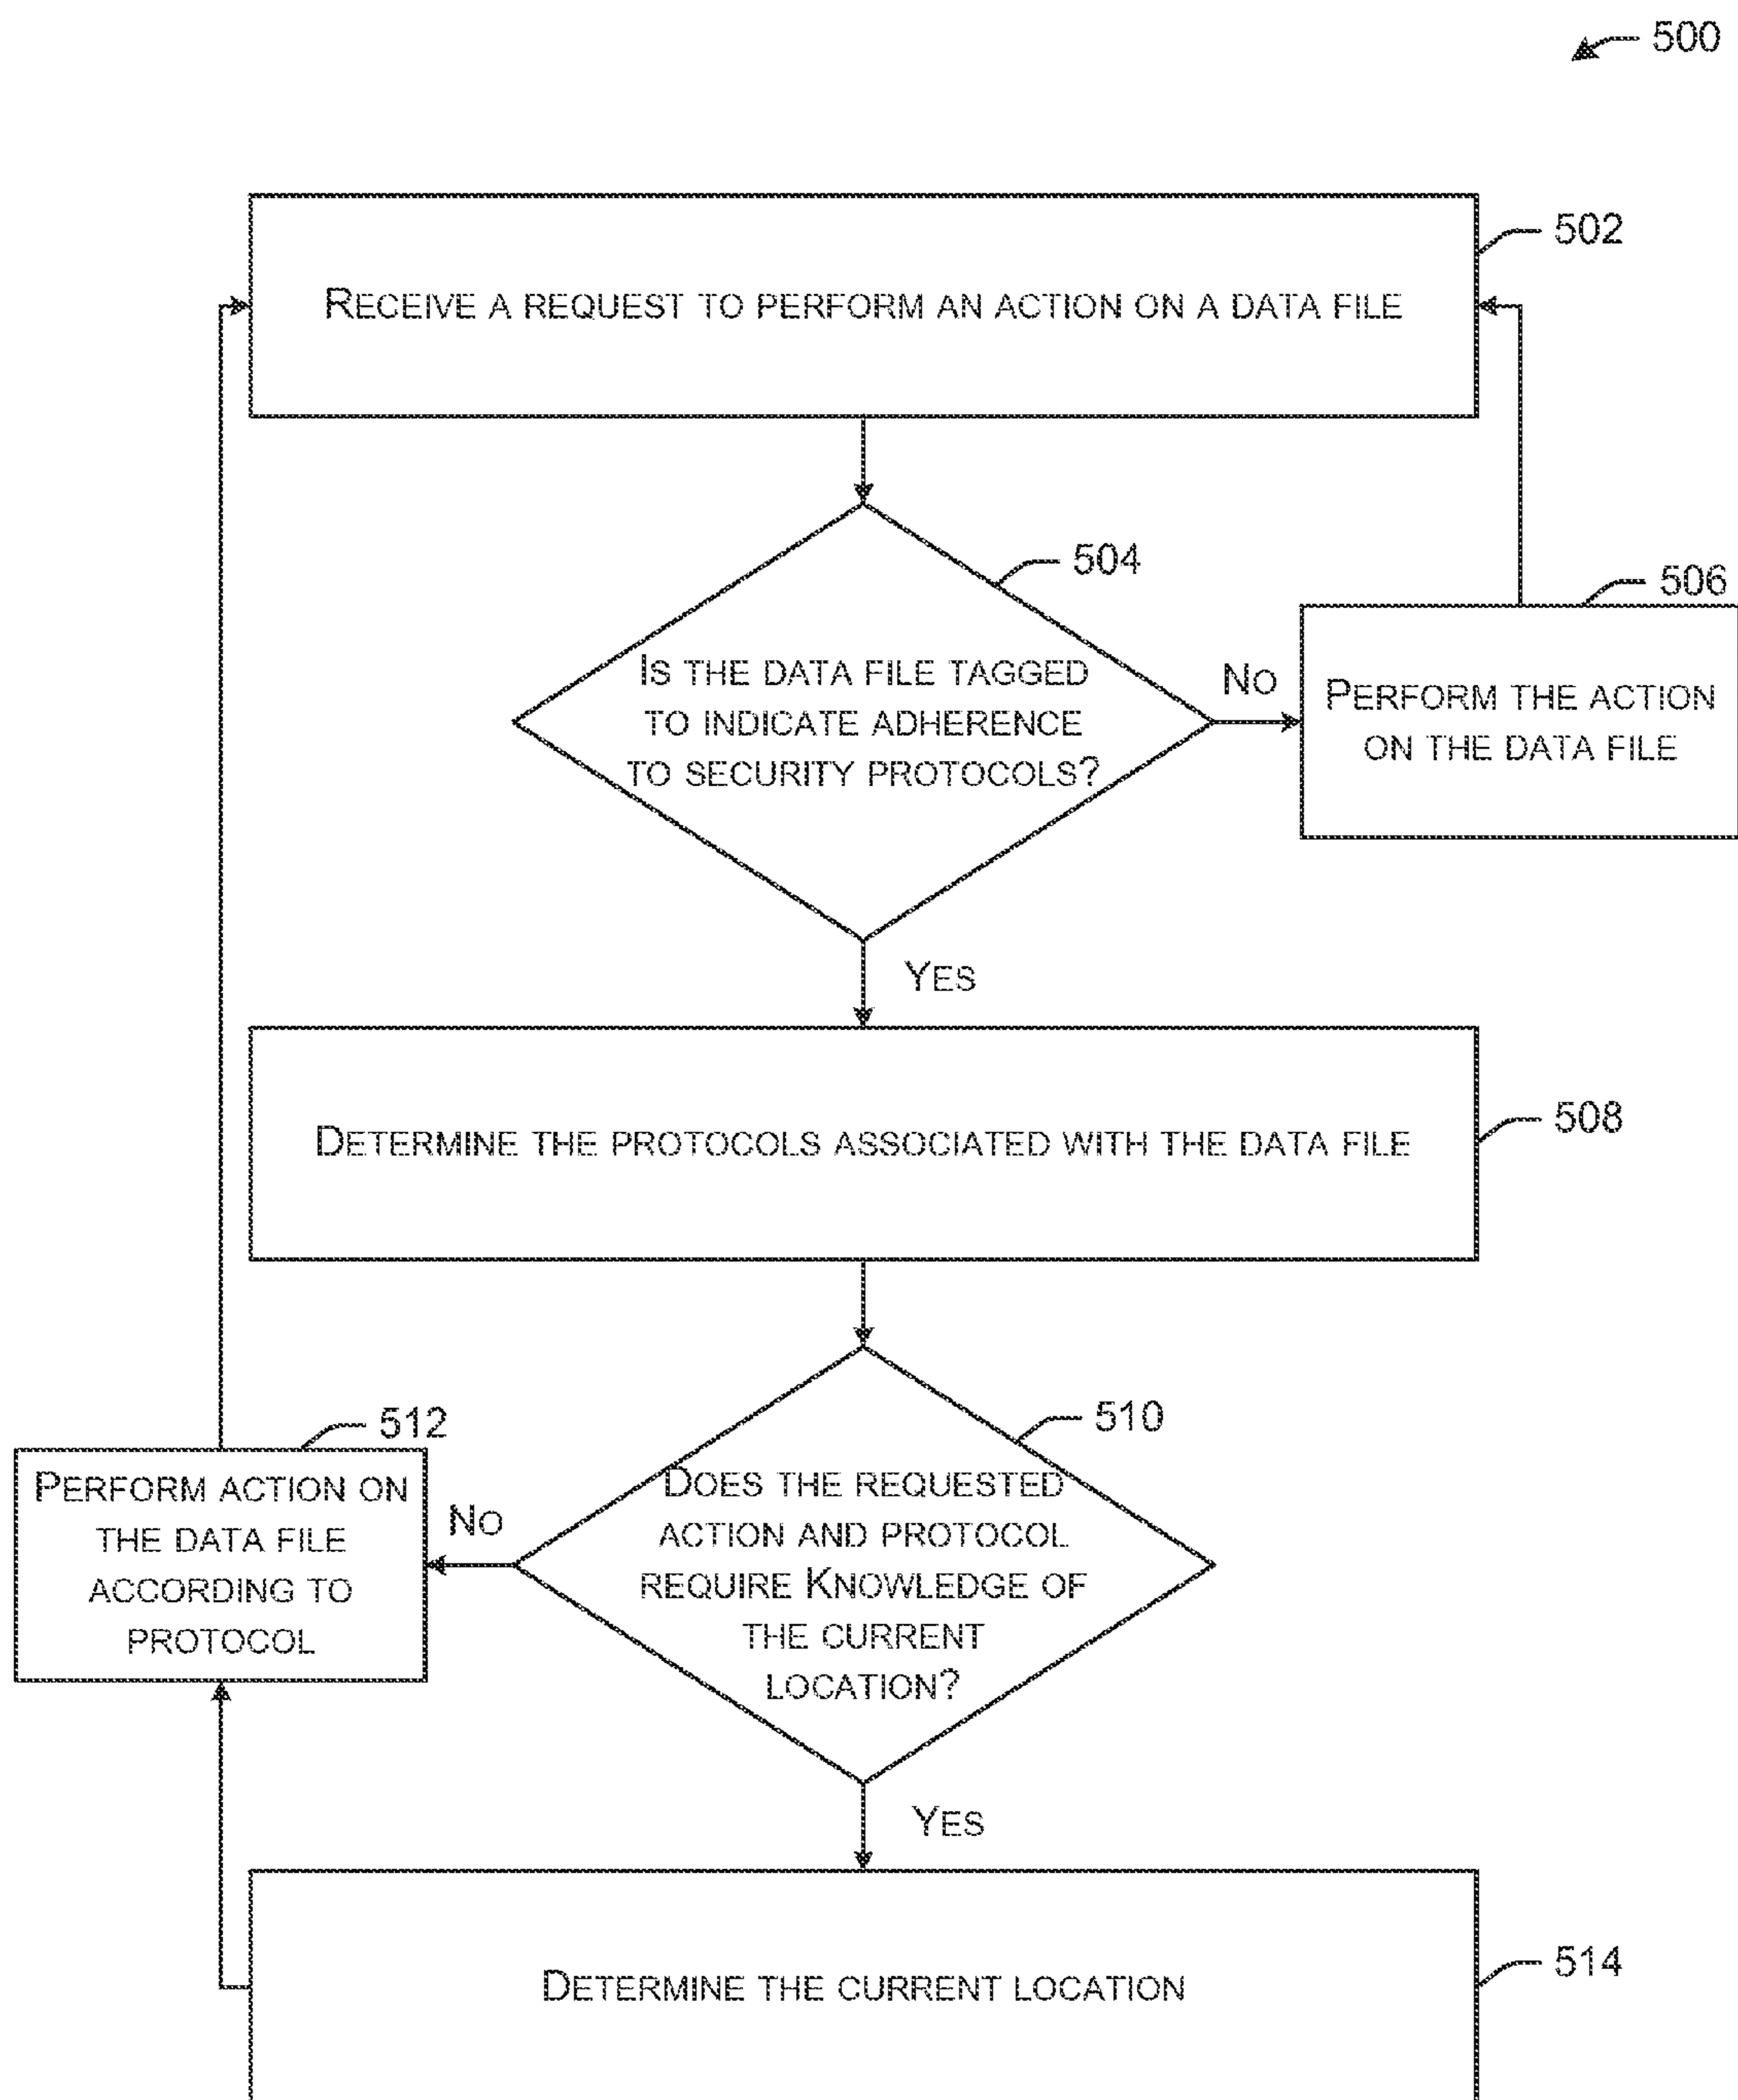 500
502
RECEIVE A REQUEST TO PERFORM AN ACTION ON A DATA FILE
504
IS THE DATA FILE TAGGED
TO INDICATE ADHERENCE
TO SECURITY PROTOCOLS?
NO
506
PERFORM THE ACTION
ON THE DATA FILE
YES
508
DETERMINE THE PROTOCOLS ASSOCIATED WITH THE DATA FILE
510
DOES THE REQUESTED
ACTION AND PROTOCOL
REQUIRE KNOWLEDGE OF
THE CURRENT
LOCATION?
NO
512
PERFORM ACTION ON
THE DATA FILE
ACCORDING TO
PROTOCOL
YES
514
DETERMINE THE CURRENT LOCATION